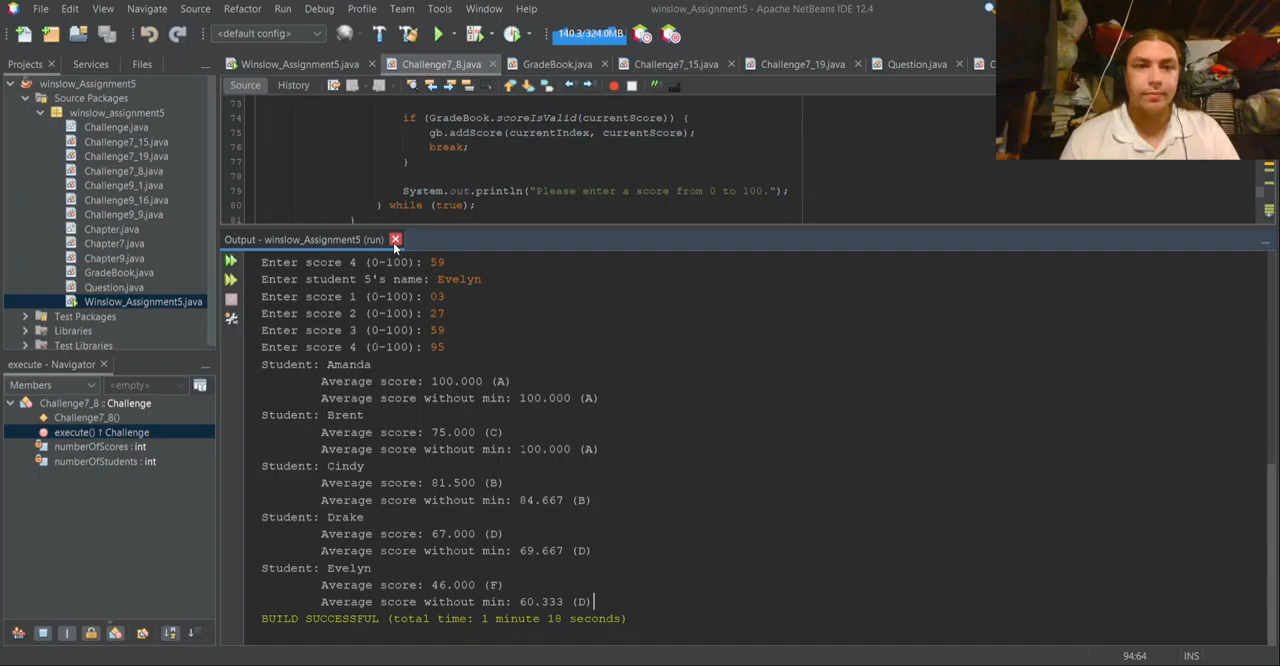 File Edit View Navigate Source Refactor Run Debug Profile Team Tools Window Help
winslow_Assignment5 - Apache NetBeans IDE 12.4
<default config>
140.3/324.0MB
Projects Services Files
Winslow_Assignment5.java Challenge7_8.java GradeBook.java Challenge7_15.java Challenge7_19.java Question.java C
Source History
winslow_Assignment5
Source Packages
winslow_assignment5
Challenge.java
Challenge7_15.java
Challenge7_19.java
Challenge7_8.java
Challenge9_1.java
Challenge9_16.java
Challenge9_9.java
Chapter.java
Chapter7.java
Chapter9.java
GradeBook.java
Question.java
Winslow_Assignment5.java
Test Packages
Libraries
Test Libraries
73
74 if (GradeBook.scoreIsValid(currentScore)) {
75 gb.addScore(currentIndex, currentScore);
76 break;
77 }
78
79 System.out.println("Please enter a score from 0 to 100.");
80 } while (true);
81 }
Output - winslow_Assignment5 (run)
Enter score 4 (0-100): 59
Enter student 5's name: Evelyn
Enter score 1 (0-100): 03
Enter score 2 (0-100): 27
Enter score 3 (0-100): 59
Enter score 4 (0-100): 95
Student: Amanda
Average score: 100.000 (A)
Average score without min: 100.000 (A)
Student: Brent
Average score: 75.000 (C)
Average score without min: 100.000 (A)
Student: Cindy
Average score: 81.500 (B)
Average score without min: 84.667 (B)
Student: Drake
Average score: 67.000 (D)
Average score without min: 69.667 (D)
Student: Evelyn
Average score: 46.000 (F)
Average score without min: 60.333 (D)
BUILD SUCCESSFUL (total time: 1 minute 18 seconds)
execute - Navigator
Members <empty>
Challenge7_8 :: Challenge
Challenge7_8()
execute() ↑ Challenge
numberOfScores : int
numberOfStudents : int
94:64 INS